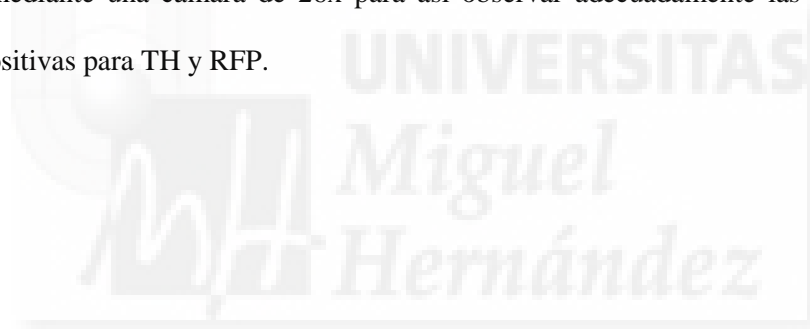 mediante una cámara de 20x para así observar adecuadamente las
sitivas para TH y RFP.
UNIVERSITAS
Miguel
Hernández